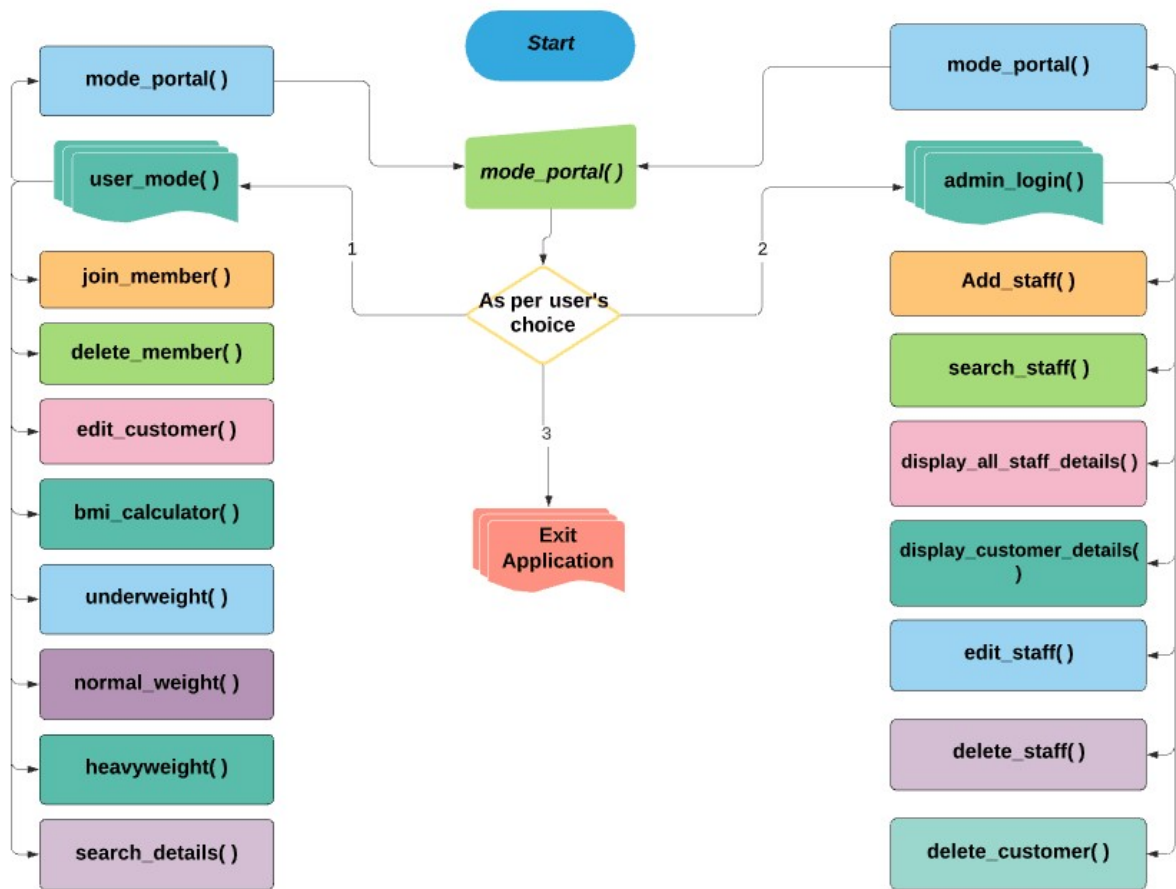 Start
mode_portal( )
mode_portal( )
mode_portal( )
user_mode( )
admin_login( )
1
2
As per user's
choice
join_member( )
Add_staff( )
delete_member( )
search_staff( )
edit_customer( )
3
display_all_staff_details( )
bmi_calculator( )
Exit
Application
display_customer_details(
)
underweight( )
edit_staff( )
normal_weight( )
delete_staff( )
heavyweight( )
search_details( )
delete_customer( )